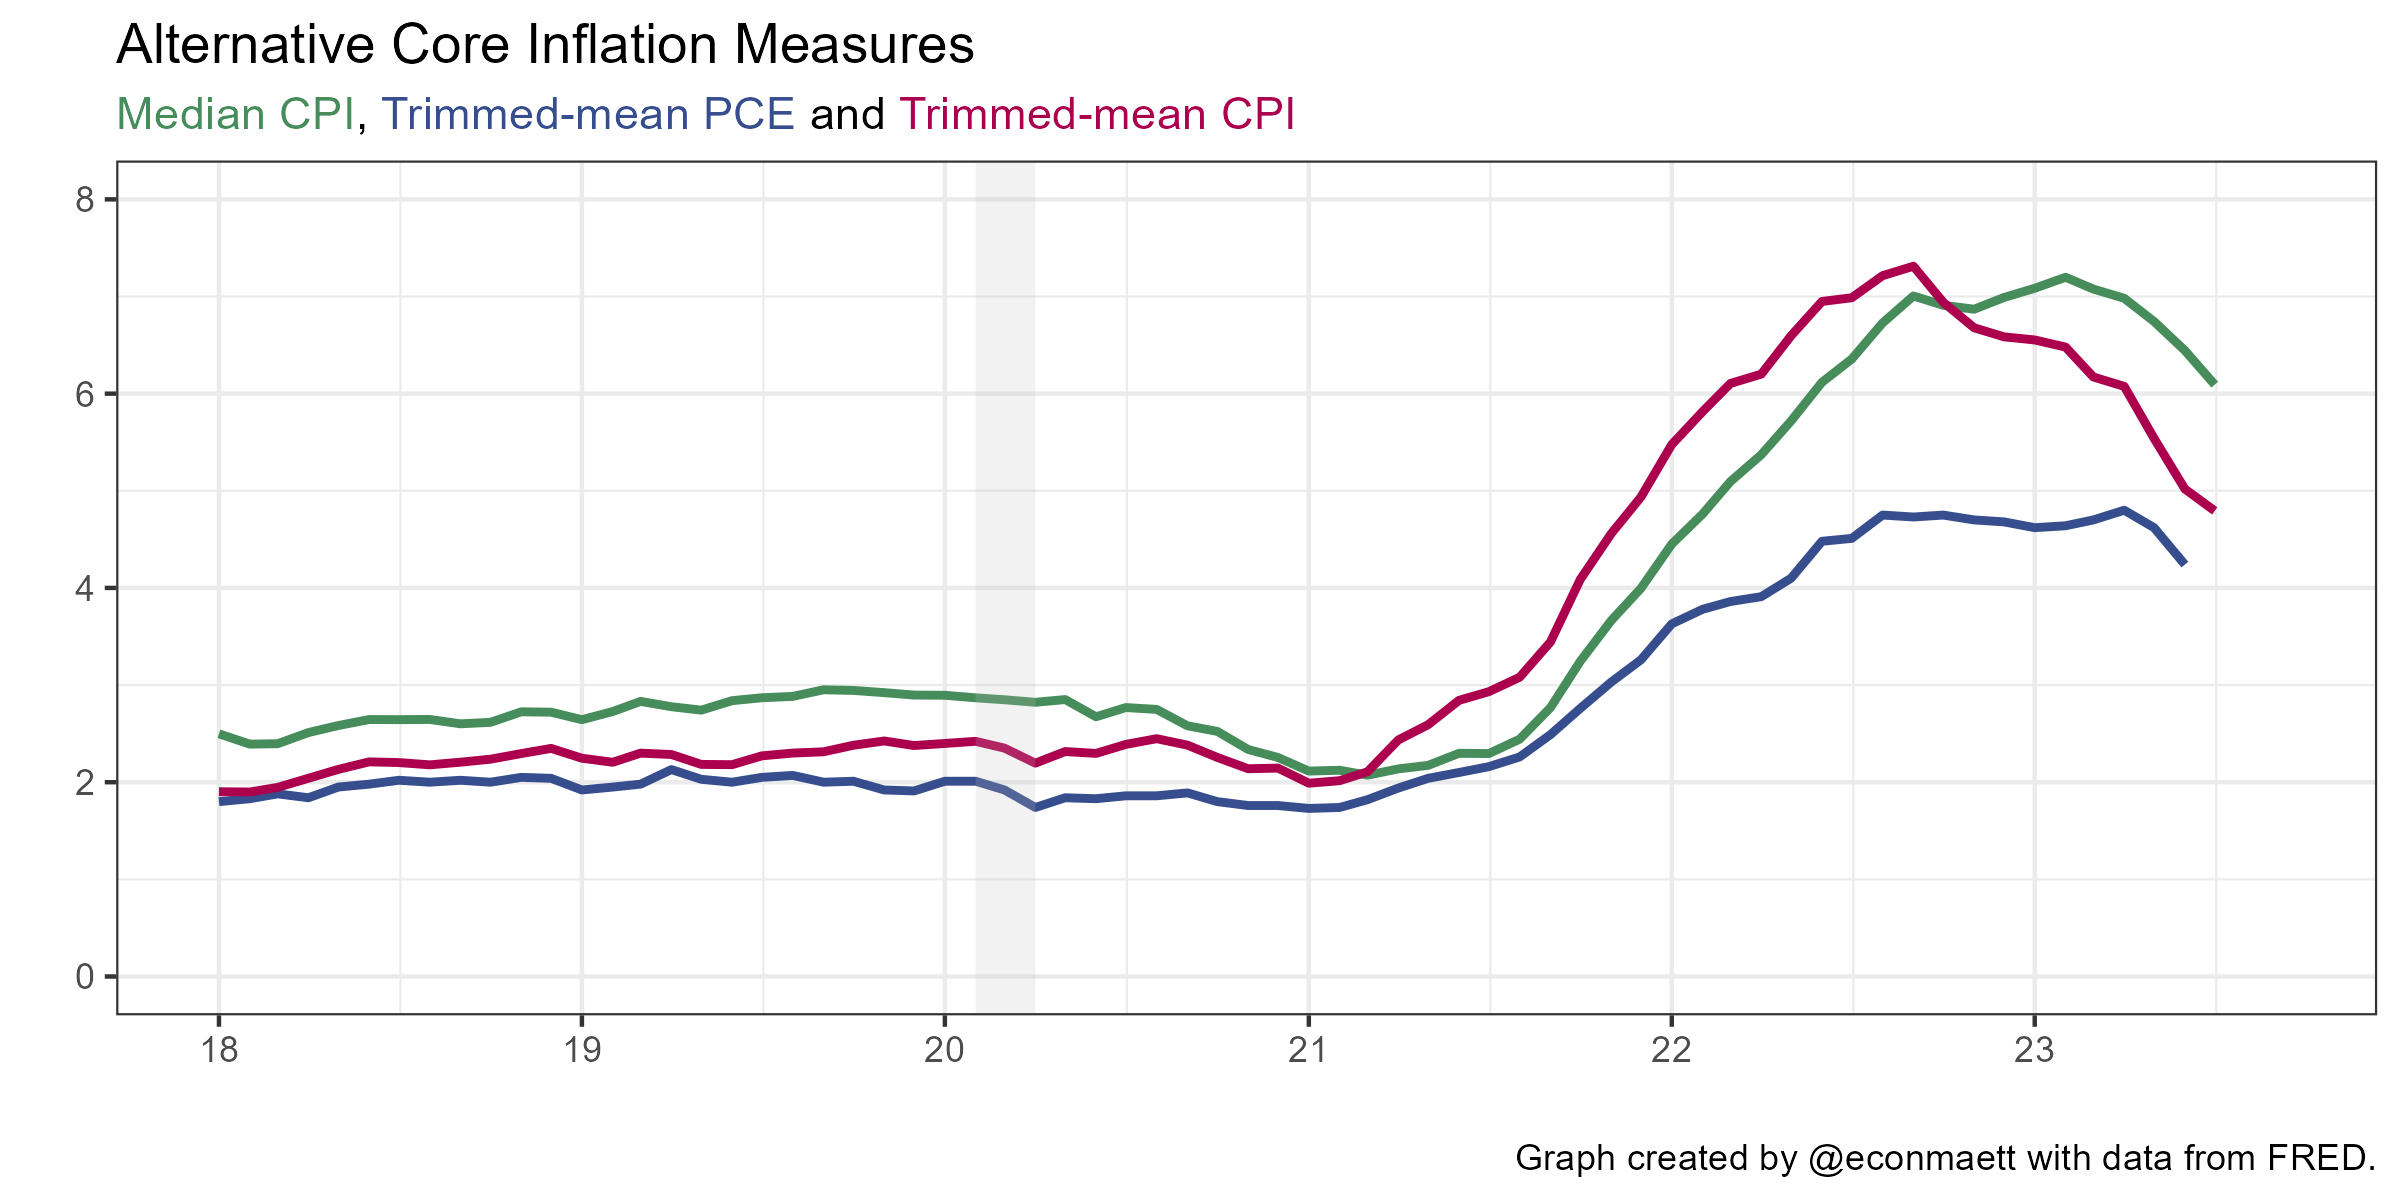 Alternative Core Inflation Measures
Median CPI, Trimmed-mean PCE and Trimmed-mean CPI
8
6
4
2
0
18 19 20 21 22 23
Graph created by @econmaett with data from FRED.